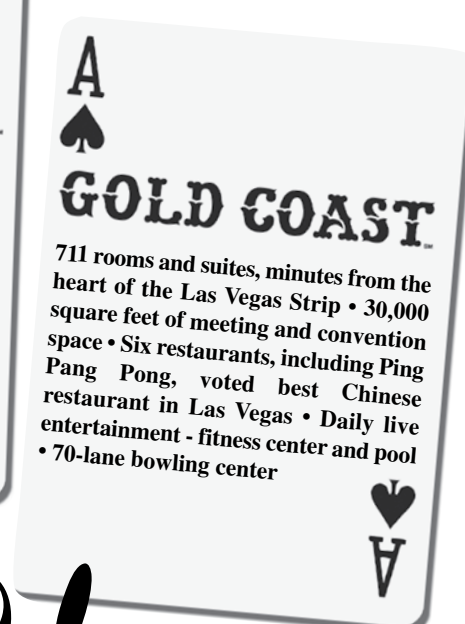 A
GOLD COAST℠
711 rooms and suites, minutes from the
heart of the Las Vegas Strip • 30,000
square feet of meeting and convention
space • Six restaurants, including Ping
Pang Pong, voted best Chinese
restaurant in Las Vegas • Daily live
entertainment - fitness center and pool
• 70-lane bowling center
A